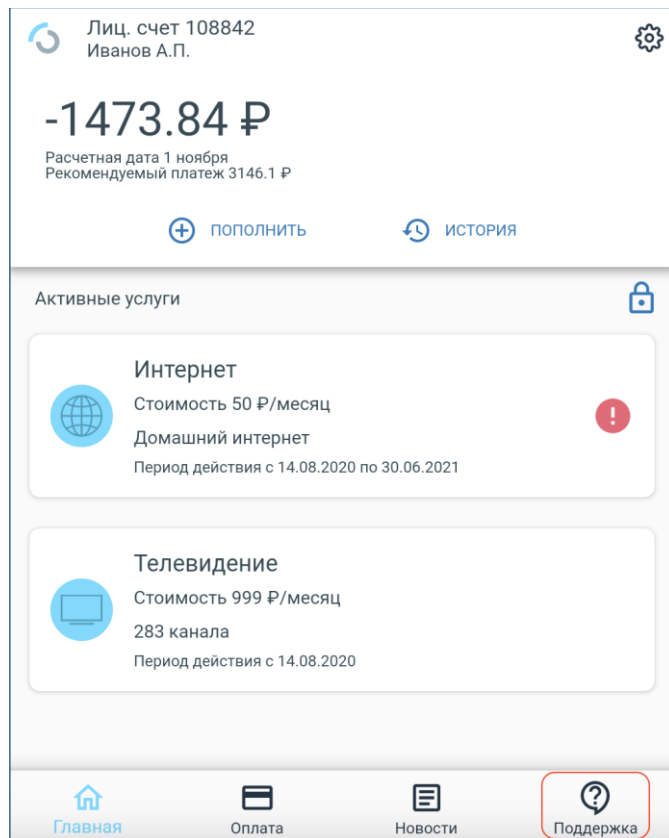 Лиц. счет 108842
Иванов А.П.
-1473.84 ₽
Расчетная дата 1 ноября
Рекомендуемый платеж 3146.1 ₽
ПОПОЛНИТЬ
ИСТОРИЯ
Активные услуги
Интернет
Стоимость 50 ₽/месяц
Домашний интернет
Период действия с 14.08.2020 по 30.06.2021
Телевидение
Стоимость 999 ₽/месяц
283 канала
Период действия с 14.08.2020
Главная
Оплата
Новости
Поддержка